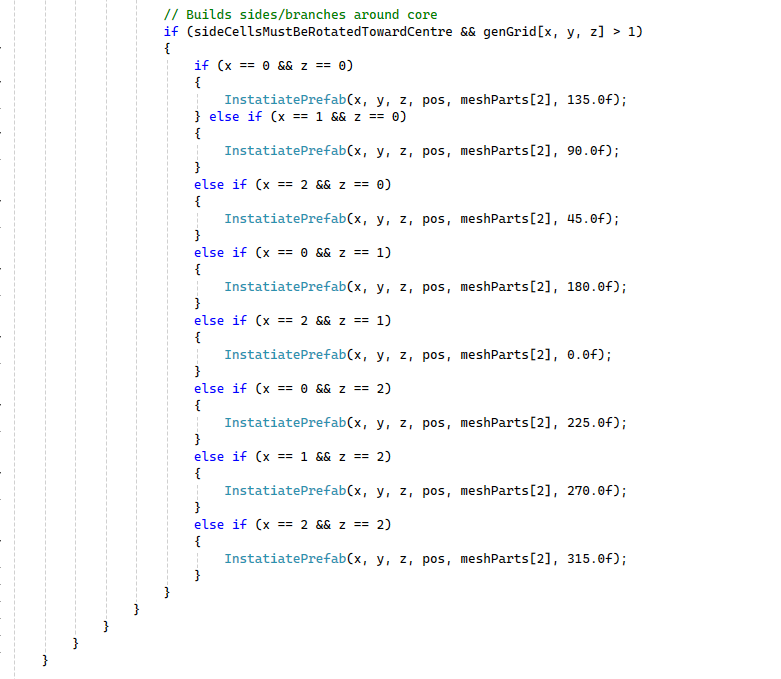 // Builds sides/branches around core
if (sideCellsMustBeRotatedTowardCentre && genGrid[x, y, z] > 1)
{
if (x == 0 && z == 0)
{
InstatiatePrefab(x, y, z, pos, meshParts[2], 135.0f);
} else if (x == 1 && z == 0)
{
InstatiatePrefab(x, y, z, pos, meshParts[2], 90.0f);
}
else if (x == 2 && z == 0)
{
InstatiatePrefab(x, y, z, pos, meshParts[2], 45.0f);
}
else if (x == 0 && z == 1)
{
InstatiatePrefab(x, y, z, pos, meshParts[2], 180.0f);
}
else if (x == 2 && z == 1)
{
InstatiatePrefab(x, y, z, pos, meshParts[2], 0.0f);
}
else if (x == 0 && z == 2)
{
InstatiatePrefab(x, y, z, pos, meshParts[2], 225.0f);
}
else if (x == 1 && z == 2)
{
InstatiatePrefab(x, y, z, pos, meshParts[2], 270.0f);
}
else if (x == 2 && z == 2)
{
InstatiatePrefab(x, y, z, pos, meshParts[2], 315.0f);
}
}
}
}
}
}